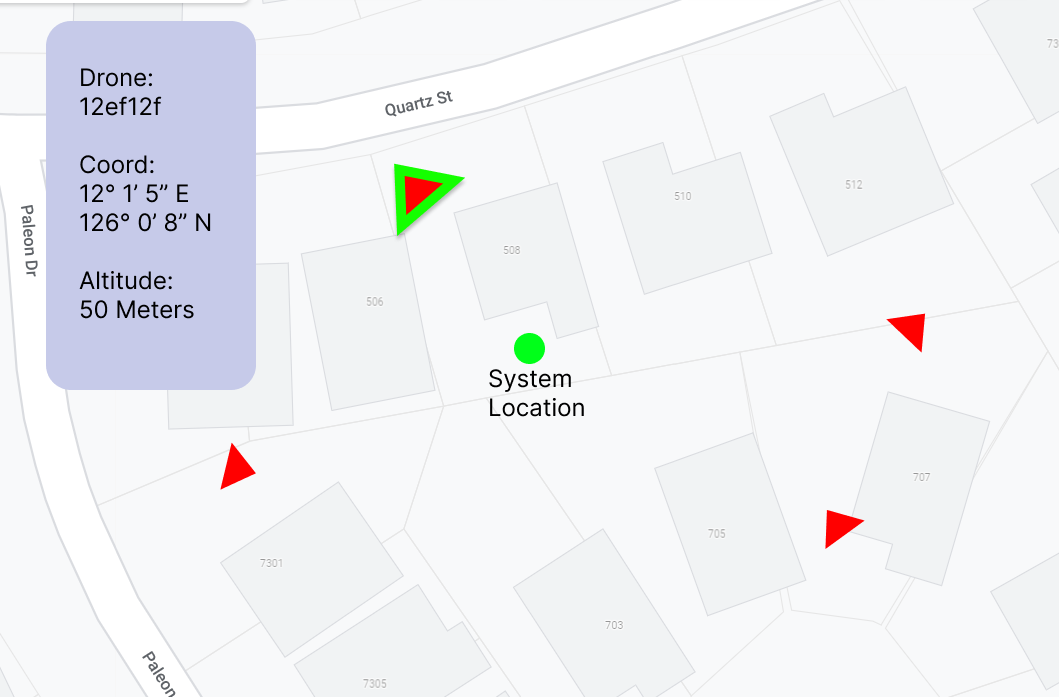 Drone:
12ef12f
Coord:
12° 1’ 5” E
126° 0’ 8” N
Altitude:
50 Meters
Quartz St
Paleon Dr
73
512
510
508
506
System
Location
707
705
7301
703
7305
Paleon